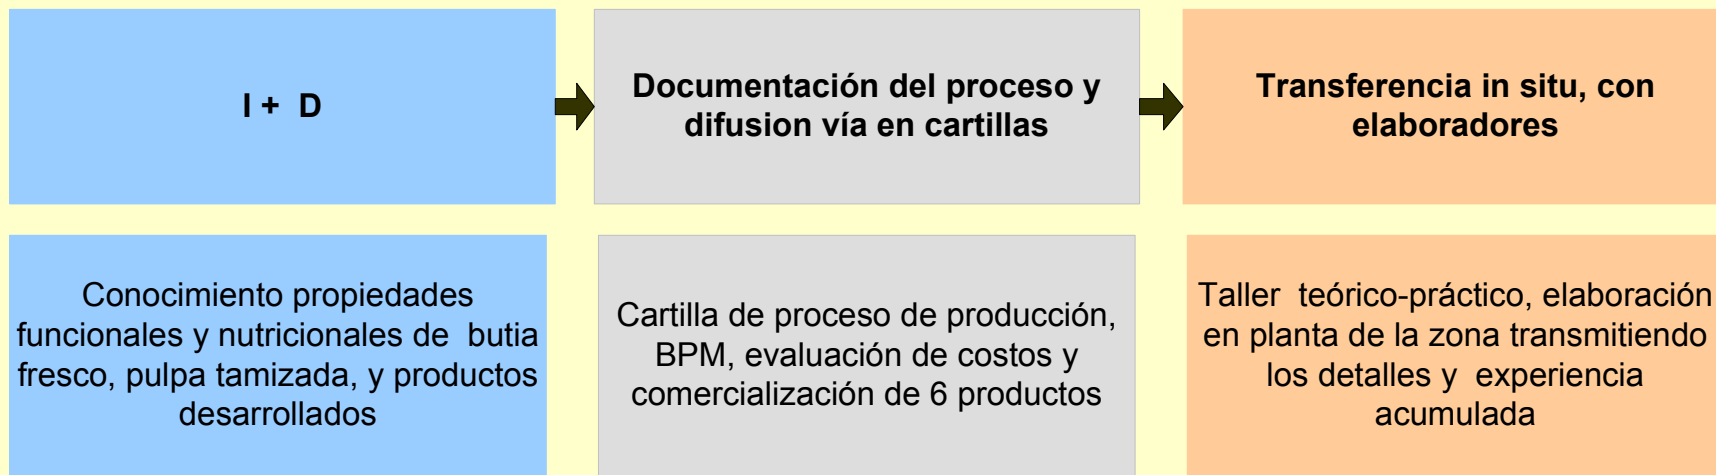 I + D
Documentación del proceso y
difusion vía en cartillas
Transferencia in situ, con
elaboradores
Conocimiento propiedades
funcionales y nutricionales de butia
fresco, pulpa tamizada, y productos
desarrollados
Cartilla de proceso de producción,
BPM, evaluación de costos y
comercialización de 6 productos
Taller teórico-práctico, elaboración
en planta de la zona transmitiendo
los detalles y experiencia
acumulada